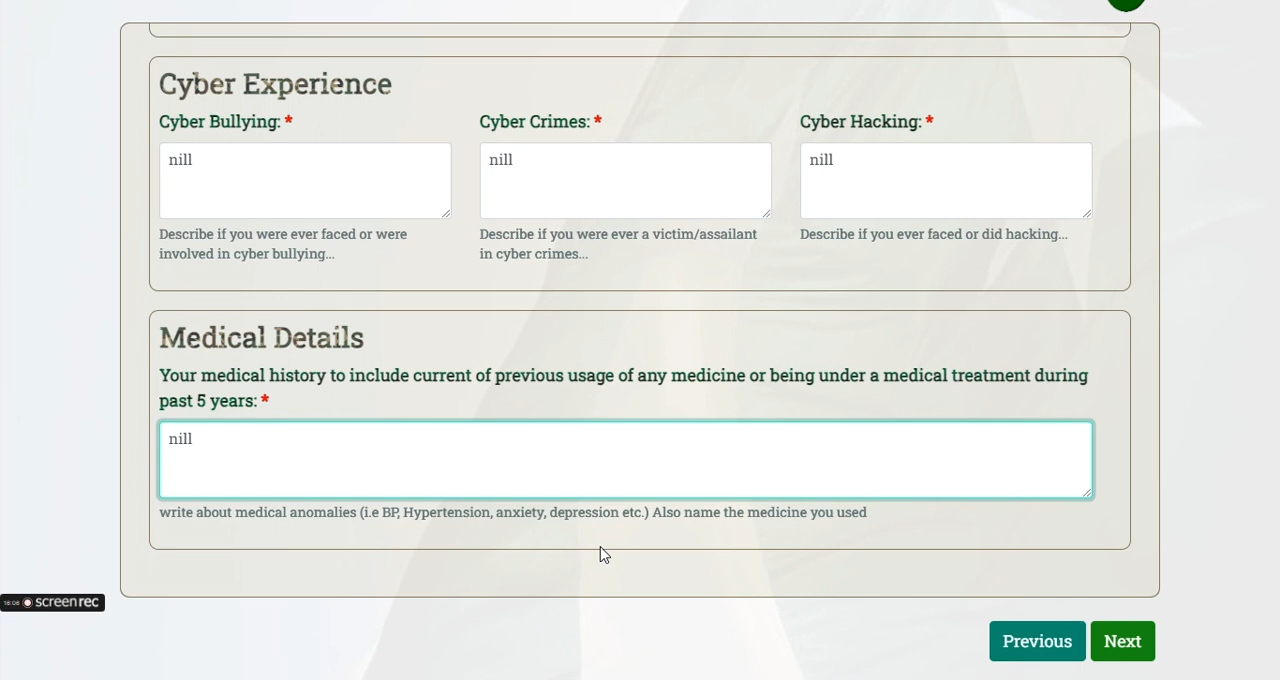 Cyber Experience
Cyber Bullying: * Cyber Crimes: * Cyber Hacking: *
nill nill nill
Describe if you were ever faced or were Describe if you were ever a victim/assailant Describe if you ever faced or did hacking...
involved in cyber bullying... in cyber crimes...
Medical Details
Your medical history to include current of previous usage of any medicine or being under a medical treatment during
past 5 years: *
nill
write about medical anomalies (i.e BP, Hypertension, anxiety, depression etc.) Also name the medicine you used
screenrec
Previous Next